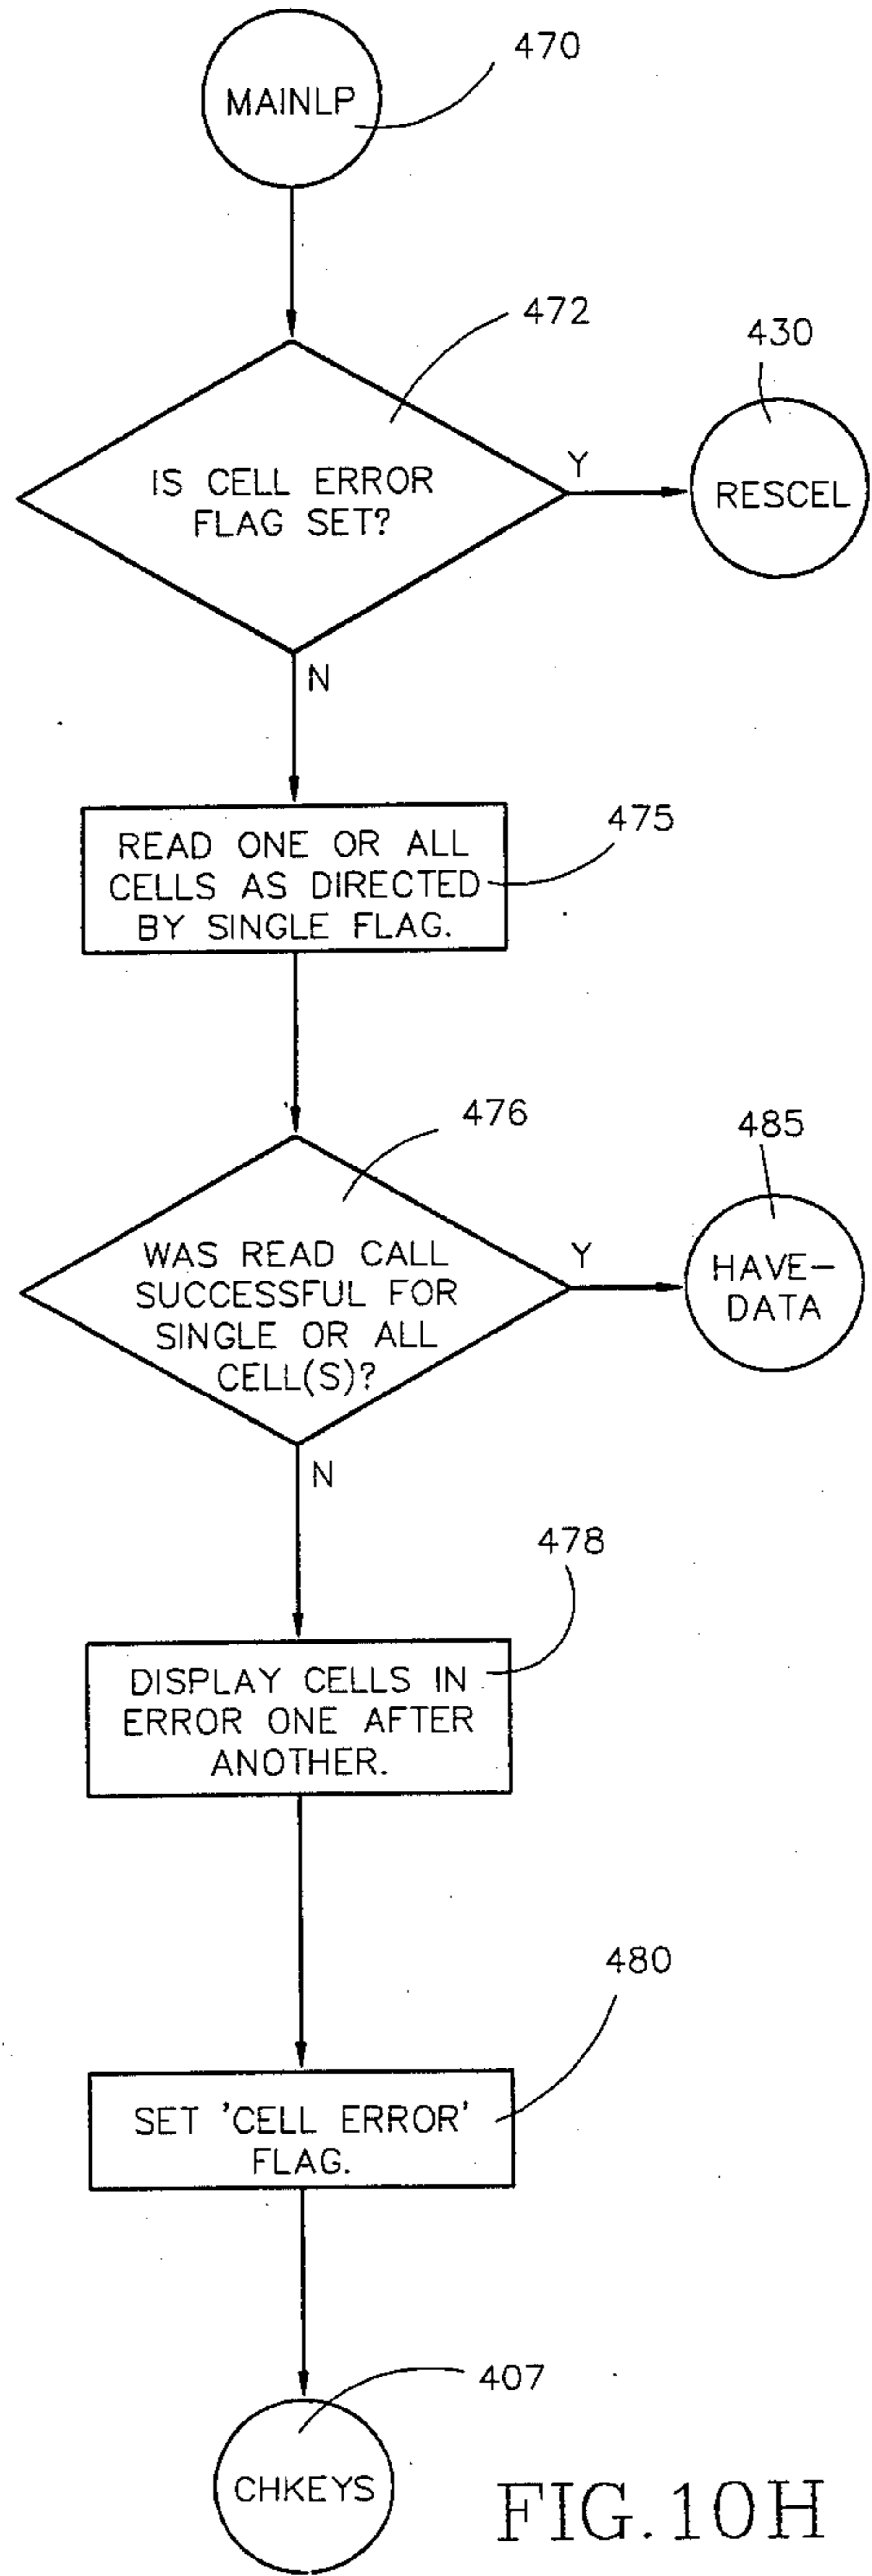 470
MAINLP
472
430
IS CELL ERROR
FLAG SET?
Y
RESCEL
N
475
READ ONE OR ALL
CELLS AS DIRECTED
BY SINGLE FLAG.
476
485
WAS READ CALL
SUCCESSFUL FOR
SINGLE OR ALL
CELL(S)?
Y
HAVE-
DATA
N
478
DISPLAY CELLS IN
ERROR ONE AFTER
ANOTHER.
480
SET 'CELL ERROR'
FLAG.
407
CHKEYS
FIG. 10H